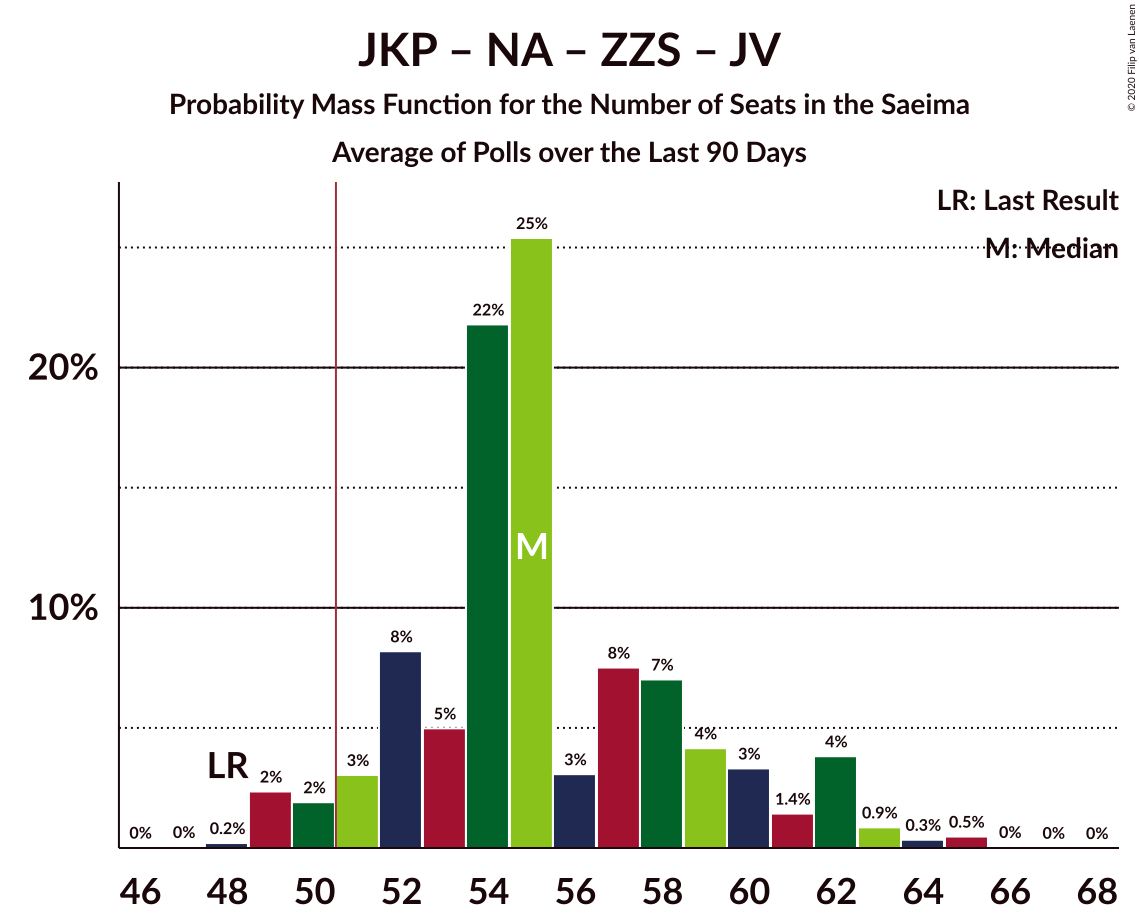 JKP – NA – ZZS – JV
Probability Mass Function for the Number of Seats in the Saeima
Average of Polls over the Last 90 Days
© 2020 Filip van Laenen
LR: Last Result
M: Median
25%
22%
20%
M
10%
8%
8%
7%
5%
4%
4%
LR
3%
3%
3%
2%
2%
1.4%
0.9%
0.5%
0.3%
0.2%
0%
0%
0%
0%
0%
46 48 50 52 54 56 58 60 62 64 66 68